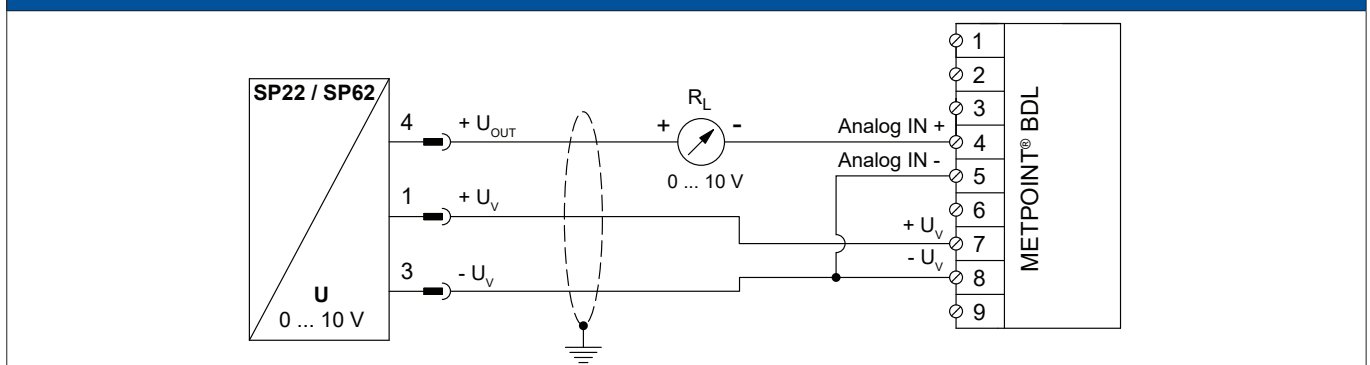 SP22 / SP62
U
0 ... 10 V
4
+ U_OUT
1
+ U_V
3
- U_V
R_L
+ -
0 ... 10 V
Analog IN +
Analog IN -
+ U_V
- U_V
1
2
3
4
5
6
7
8
9
METPOINT® BDL